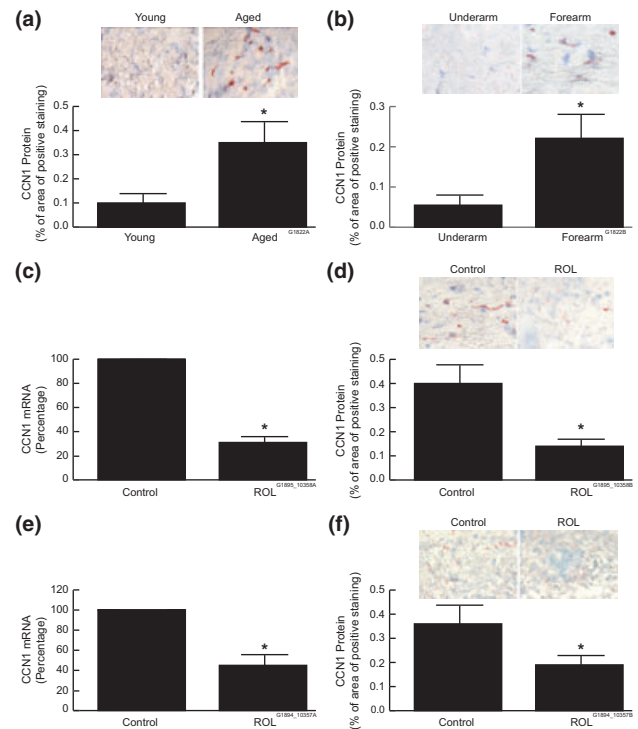 (a)
Young Aged
CCN1 Protein
(% of area of positive staining)
0.5
0.4
0.3
0.2
0.1
0.0
*
Young Aged
G1822A
(b)
Underarm Forearm
CCN1 Protein
(% of area of positive staining)
0.3
0.2
0.1
0.0
*
Underarm Forearm
G1822B
(c)
CCN1 mRNA
(Percentage)
100
80
60
40
20
0
*
Control ROL
G1895_10358A
(d)
Control ROL
CCN1 Protein
(% of area of positive staining)
0.5
0.4
0.3
0.2
0.1
0.0
*
Control ROL
G1895_10358B
(e)
CCN1 mRNA
(Percentage)
120
100
80
60
40
20
0
*
Control ROL
G1894_10357A
(f)
Control ROL
CCN1 Protein
(% of area of positive staining)
0.5
0.4
0.3
0.2
0.1
0.0
*
Control ROL
G1894_10357B